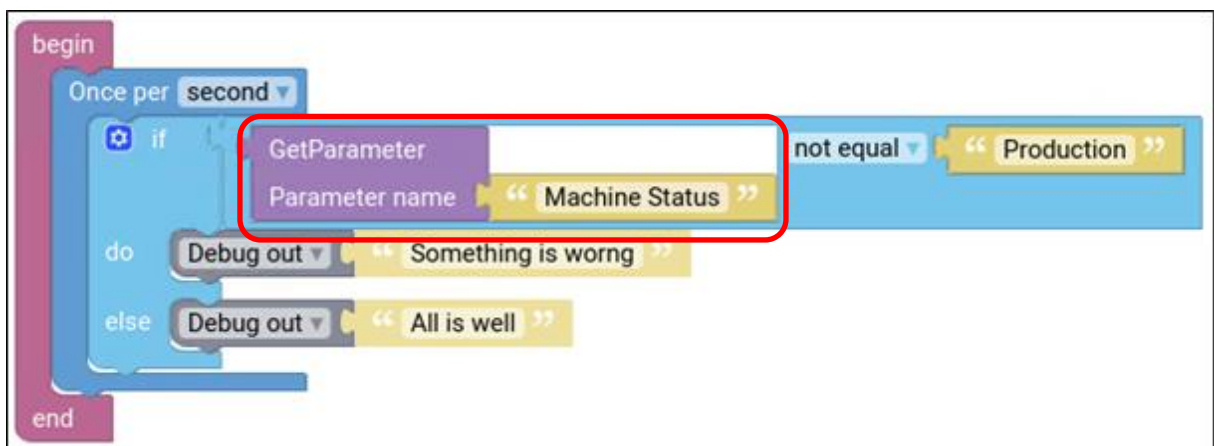 begin
Once per second
if GetParameter not equal “ Production ”
Parameter name “ Machine Status ”
do Debug out “ Something is worng ”
else Debug out “ All is well ”
end